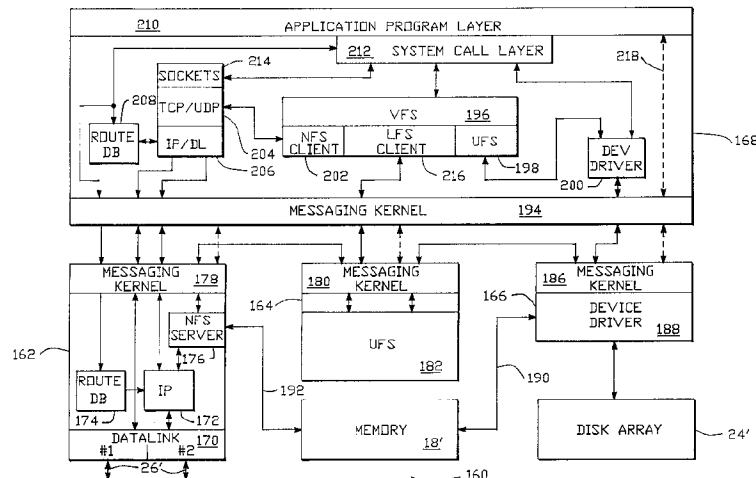 210 APPLICATION PROGRAM LAYER
212 SYSTEM CALL LAYER
218
214
SOCKETS
208
TCP/UDP
VFS 196
168
ROUTE DB
204
IP/DL
NFS CLIENT
LFS CLIENT
UFS
DEV DRIVER
206
202
216
198
200
MESSAGING KERNEL 194
MESSAGING KERNEL 178
180 MESSAGING KERNEL
186 MESSAGING KERNEL
164
166
NFS SERVER
DEVICE DRIVER 188
162
176
UFS
182
ROUTE DB
IP
192
190
174
172
DATALINK 170
#1 #2
MEMORY 18'
DISK ARRAY
24'
26'
160